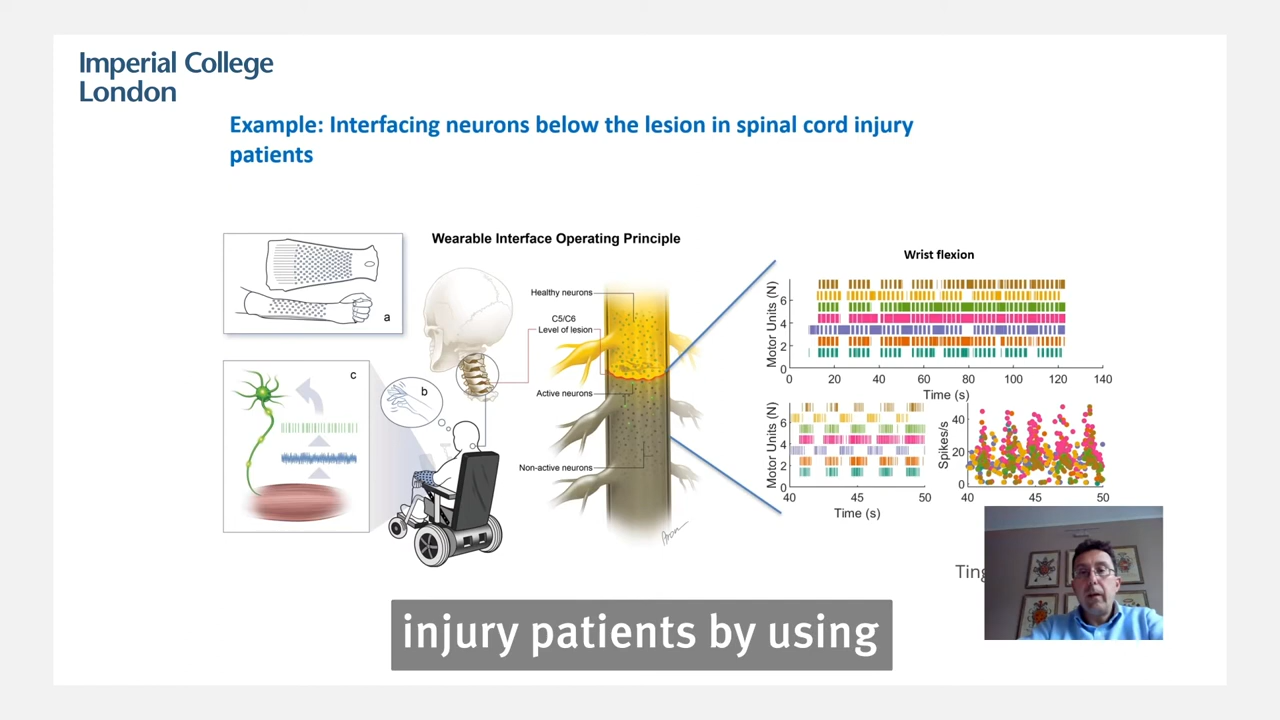 Imperial College
London
Example: Interfacing neurons below the lesion in spinal cord injury
patients
Wearable Interface Operating Principle
a
b
c
Healthy neurons
C5/C6
Level of lesion
Active neurons
Non-active neurons
Wrist flexion
Motor Units (N)
6
4
2
0
0 20 40 60 80 100 120 140
Time (s)
Motor Units (N)
6
4
2
0
40 45 50
Time (s)
Spikes/s
40
20
0
40 45 50
Ting
injury patients by using